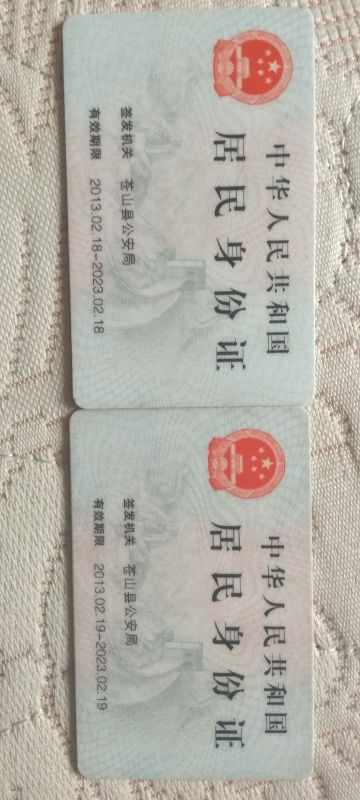 中华人民共和国
居民身份证
签发机关 苍山县公安局
有效期限 2013.02.18-2023.02.18
中华人民共和国
居民身份证
签发机关 苍山县公安局
有效期限 2013.02.19-2023.02.19